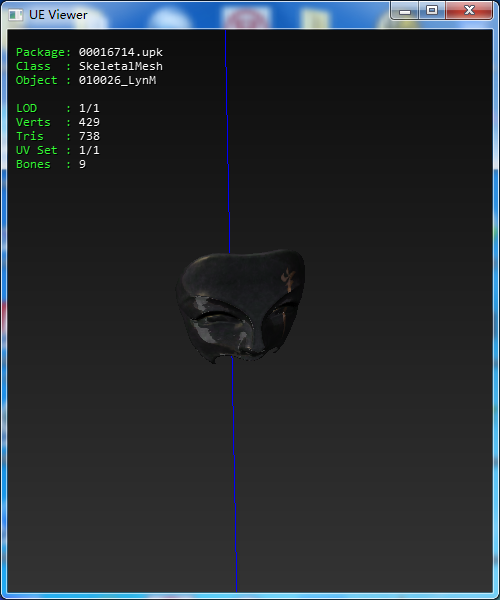 UE Viewer
Package: 00016714.upk
Class : SkeletalMesh
Object : 010026_LynM
LOD : 1/1
Verts : 429
Tris : 738
UV Set : 1/1
Bones : 9